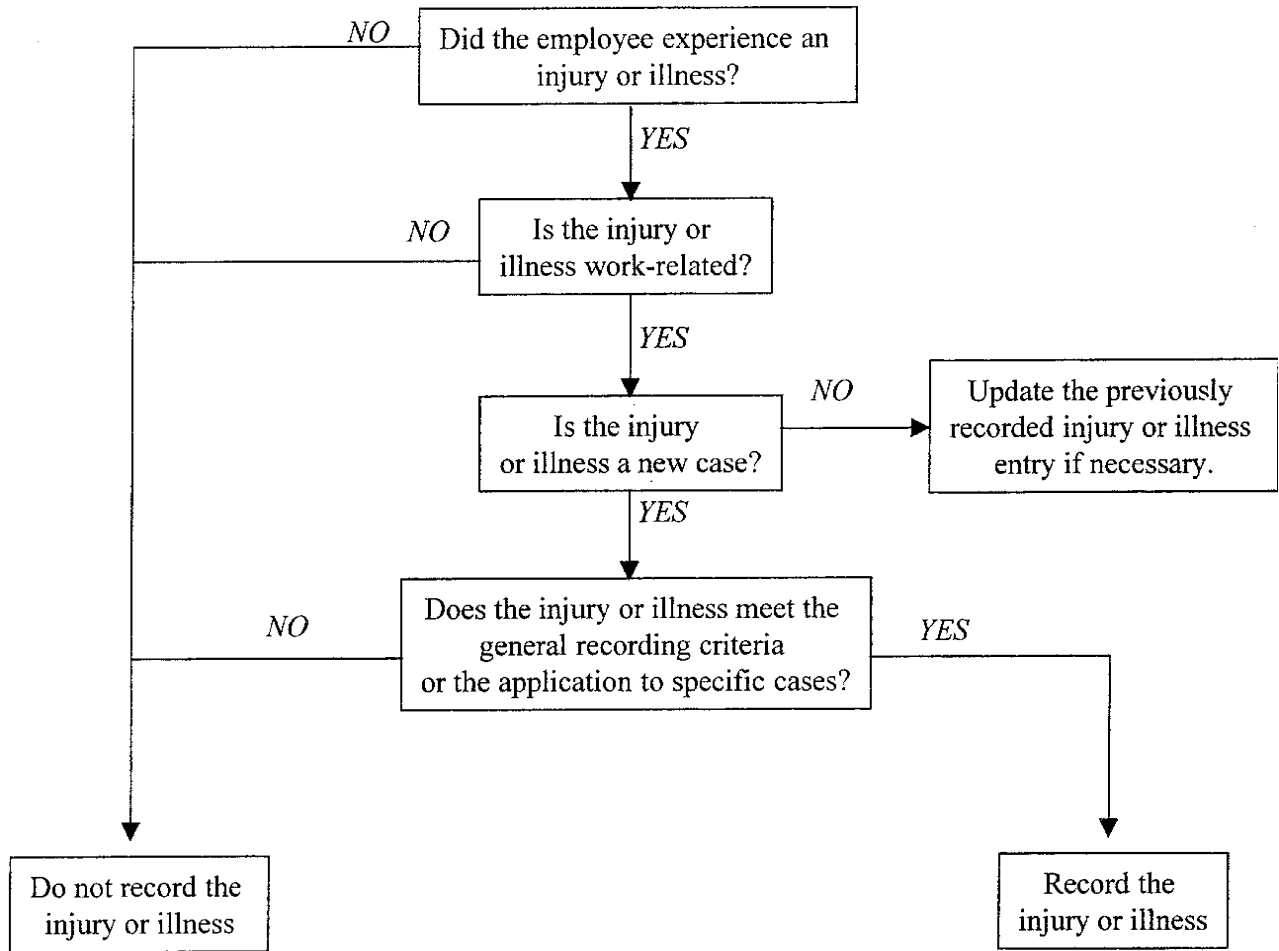 NO
Did the employee experience an
injury or illness?
YES
NO
Is the injury or
illness work-related?
YES
Is the injury
or illness a new case?
NO
Update the previously
recorded injury or illness
entry if necessary.
YES
NO
Does the injury or illness meet the
general recording criteria
or the application to specific cases?
YES
Do not record the
injury or illness
Record the
injury or illness